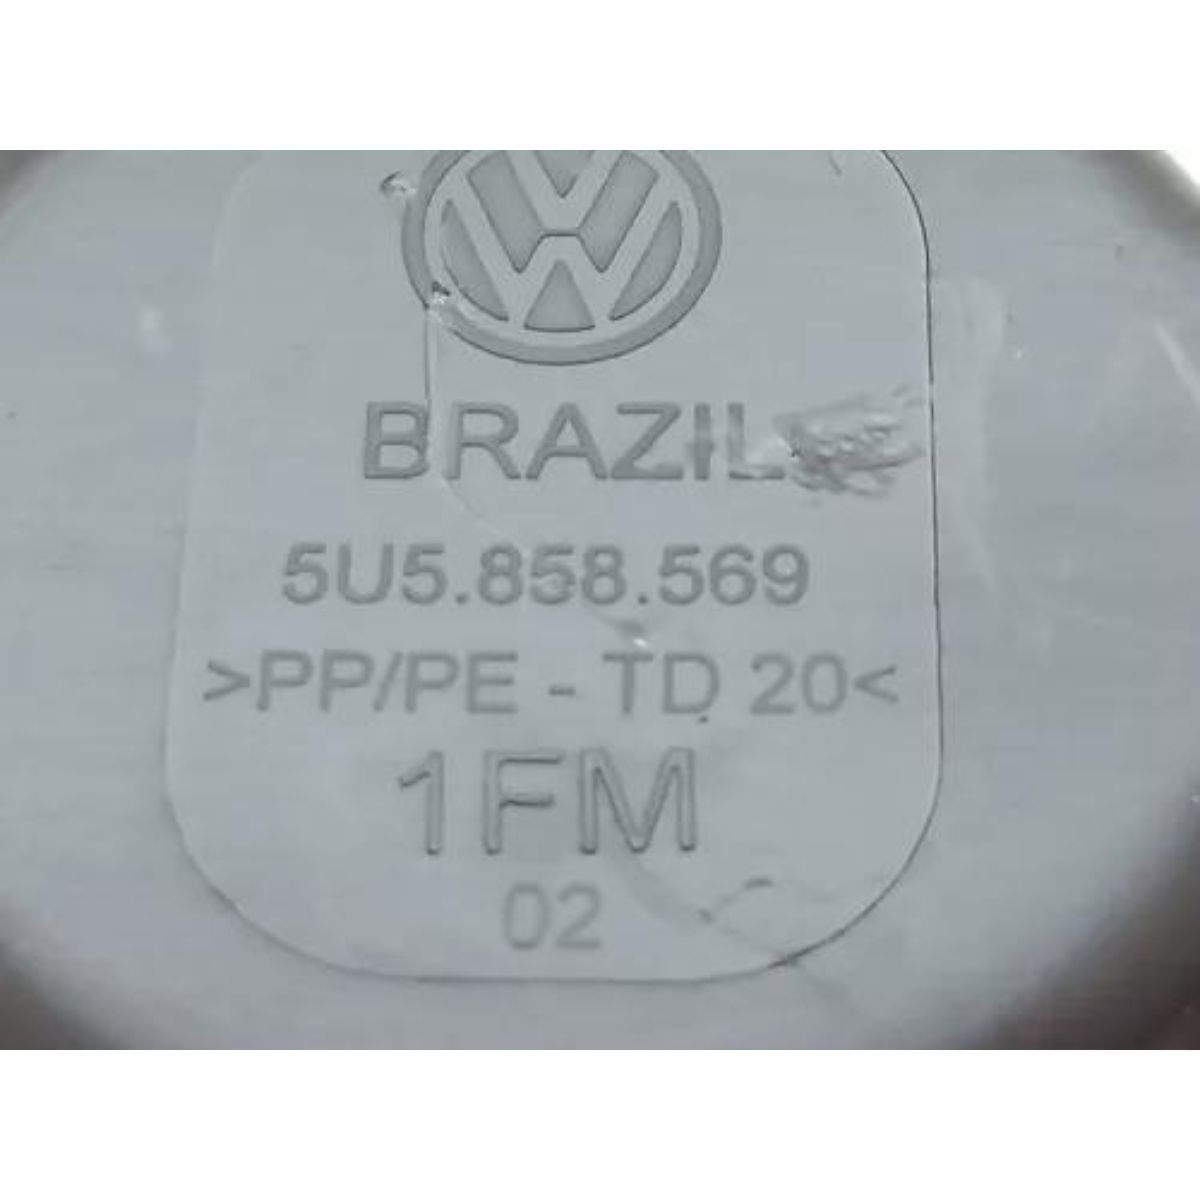 BRAZIL
5U5.858.569
>PP/PE - TD 20<
1FM
02